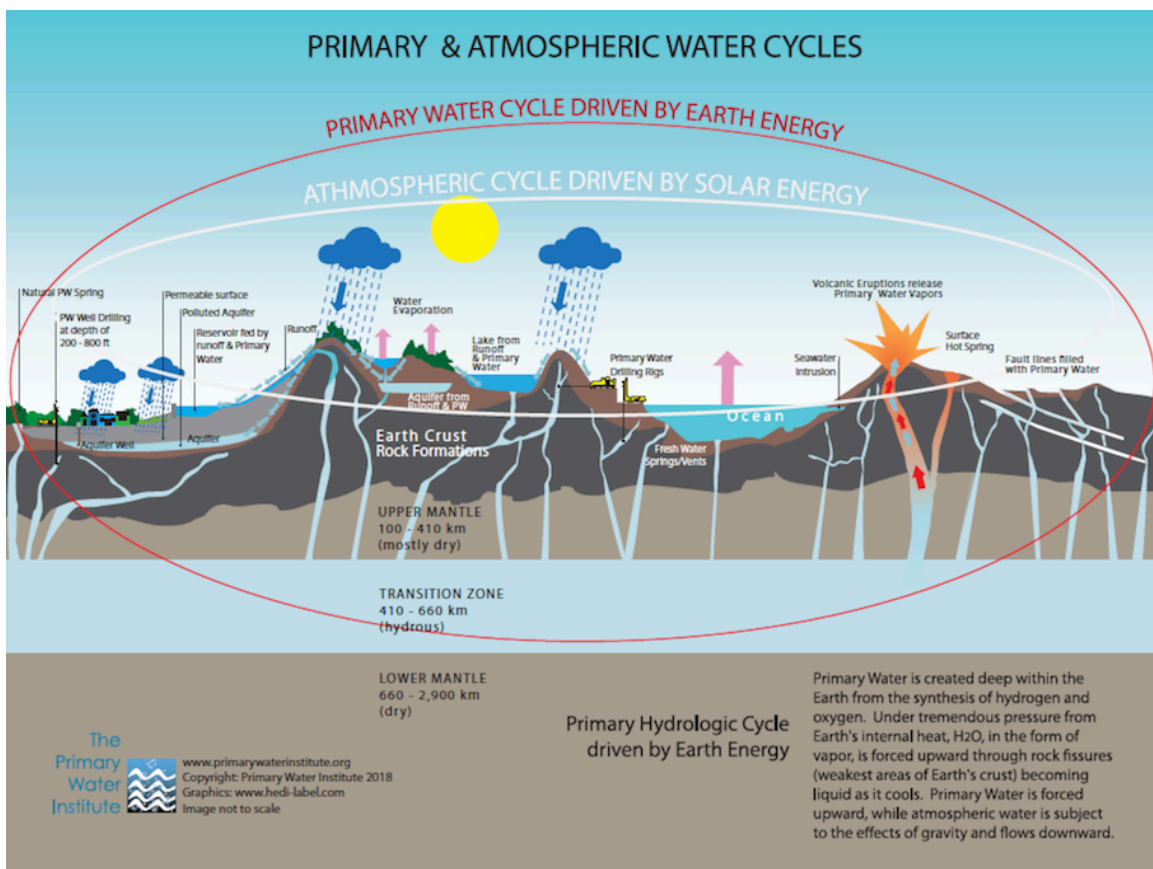 PRIMARY & ATMOSPHERIC WATER CYCLES
PRIMARY WATER CYCLE DRIVEN BY EARTH ENERGY
ATHMOSPHERIC CYCLE DRIVEN BY SOLAR ENERGY
Natural PW Spring
PW Well Drilling
at depth of
200 - 800 ft
Permeable surface
Polluted Aquifer
Reservoir fed by
runoff & Primary
Water
Runoff
Water
Evaporation
Lake from
Runoff
& Primary
Water
Primary Water
Drilling Rigs
Volcanic Eruptions release
Primary Water Vapors
Surface
Hot Spring
Seawater
Intrusion
Fault lines filled
with Primary Water
Aquifer Well
Aquifer
Aquifer from
Runoff & PW
Ocean
Earth Crust
Rock Formations
Fresh Water
Springs/Vents
UPPER MANTLE
100 - 410 km
(mostly dry)
TRANSITION ZONE
410 - 660 km
(hydrous)
LOWER MANTLE
660 - 2,900 km
(dry)
Primary Hydrologic Cycle
driven by Earth Energy
Primary Water is created deep within the
Earth from the synthesis of hydrogen and
oxygen. Under tremendous pressure from
Earth's internal heat, H2O, in the form of
vapor, is forced upward through rock fissures
(weakest areas of Earth's crust) becoming
liquid as it cools. Primary Water is forced
upward, while atmospheric water is subject
to the effects of gravity and flows downward.
The
Primary
Water
Institute
www.primarywaterinstitute.org
Copyright: Primary Water Institute 2018
Graphics: www.hedi-label.com
Image not to scale